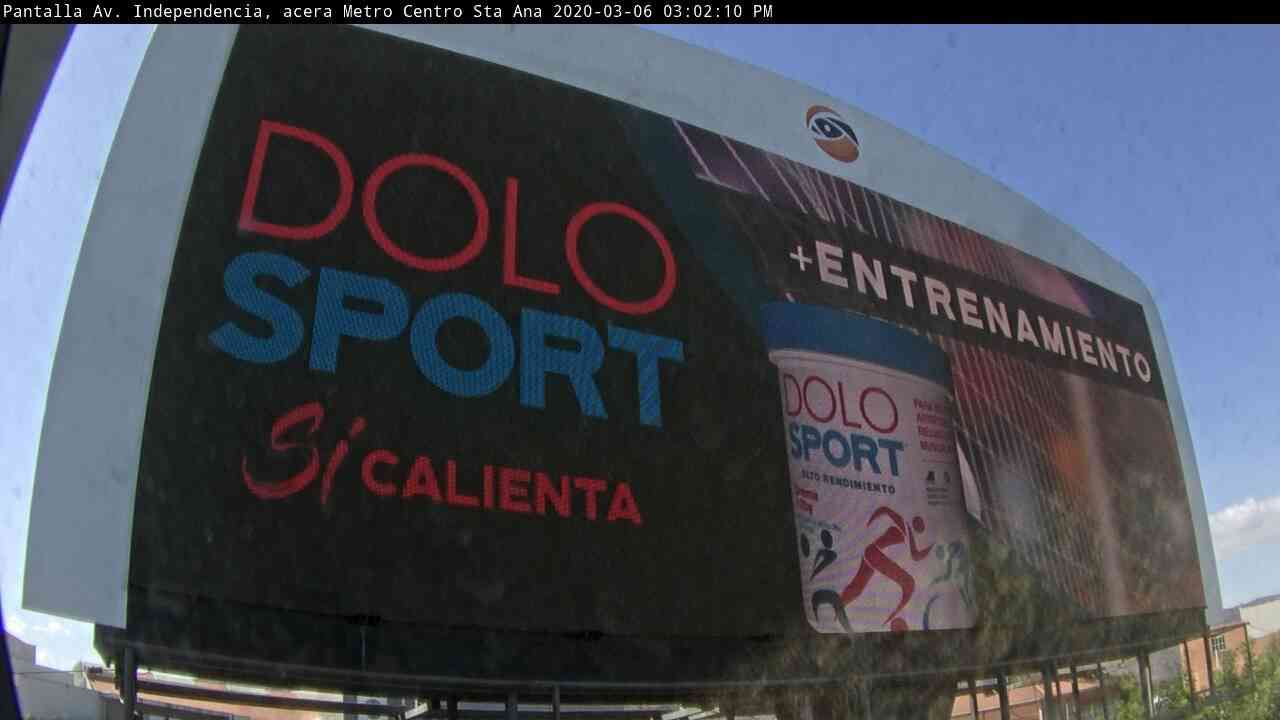 Pantalla Av. Independencia, acera Metro Centro Sta Ana 2020-03-06 03:02:10 PM
DOLO
SPORT
Sí CALIENTA
+ENTRENAMIENTO
DOLO
SPORT
ALTO RENDIMIENTO